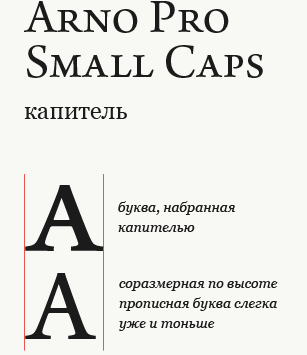 Arno Pro
Small Caps
капитель
A
буква, набранная
капителью
A
соразмерная по высоте
прописная буква слегка
уже и тоньше